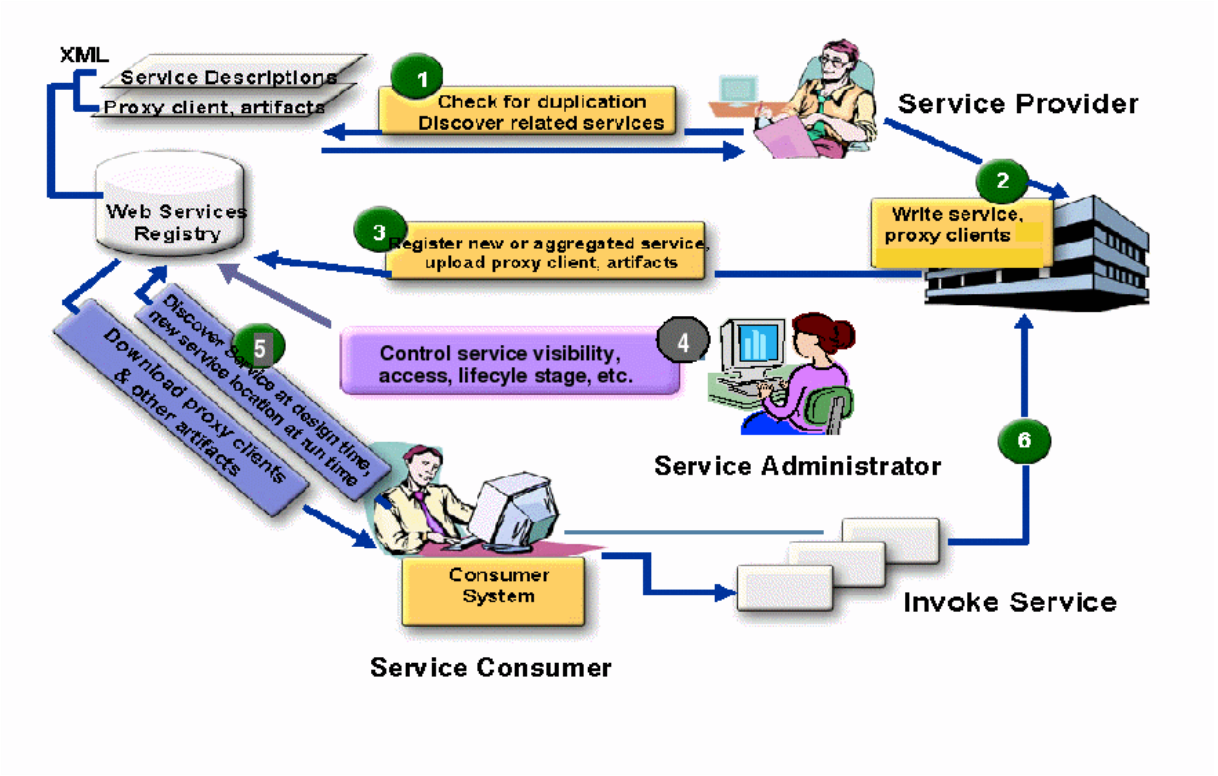 XML
Service Descriptions
Proxy client, artifacts
1
Check for duplication
Discover related services
Service Provider
2
Write service,
proxy clients
Web Services
Registry
3
Register new or aggregated service,
upload proxy client, artifacts
4
Control service visibility,
access, lifecyle stage, etc.
5
Discover Service at design time,
new service location at run time
Download proxy clients
& other artifacts
Service Administrator
6
Consumer
System
Invoke Service
Service Consumer